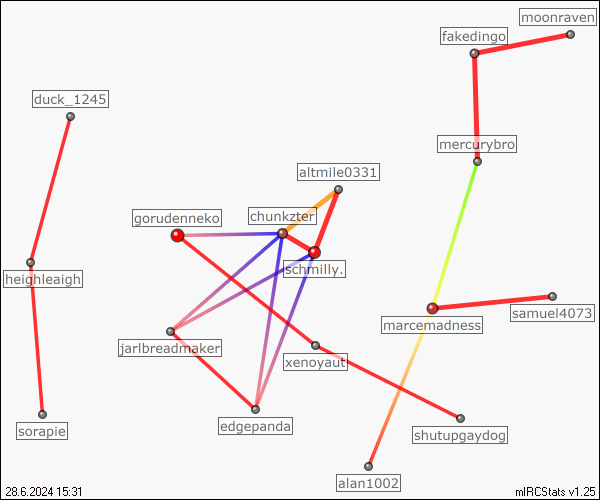 moonraven
fakedingo
duck_1245
mercurybro
altmile0331
gorudenneko
chunkzter
schmilly.
heighleaigh
samuel4073
marcemadness
jarlbreadmaker
xenoyaut
edgepanda
sorapie
shutupgaydog
alan1002
28.6.2024 15:31
mIRCStats v1.25